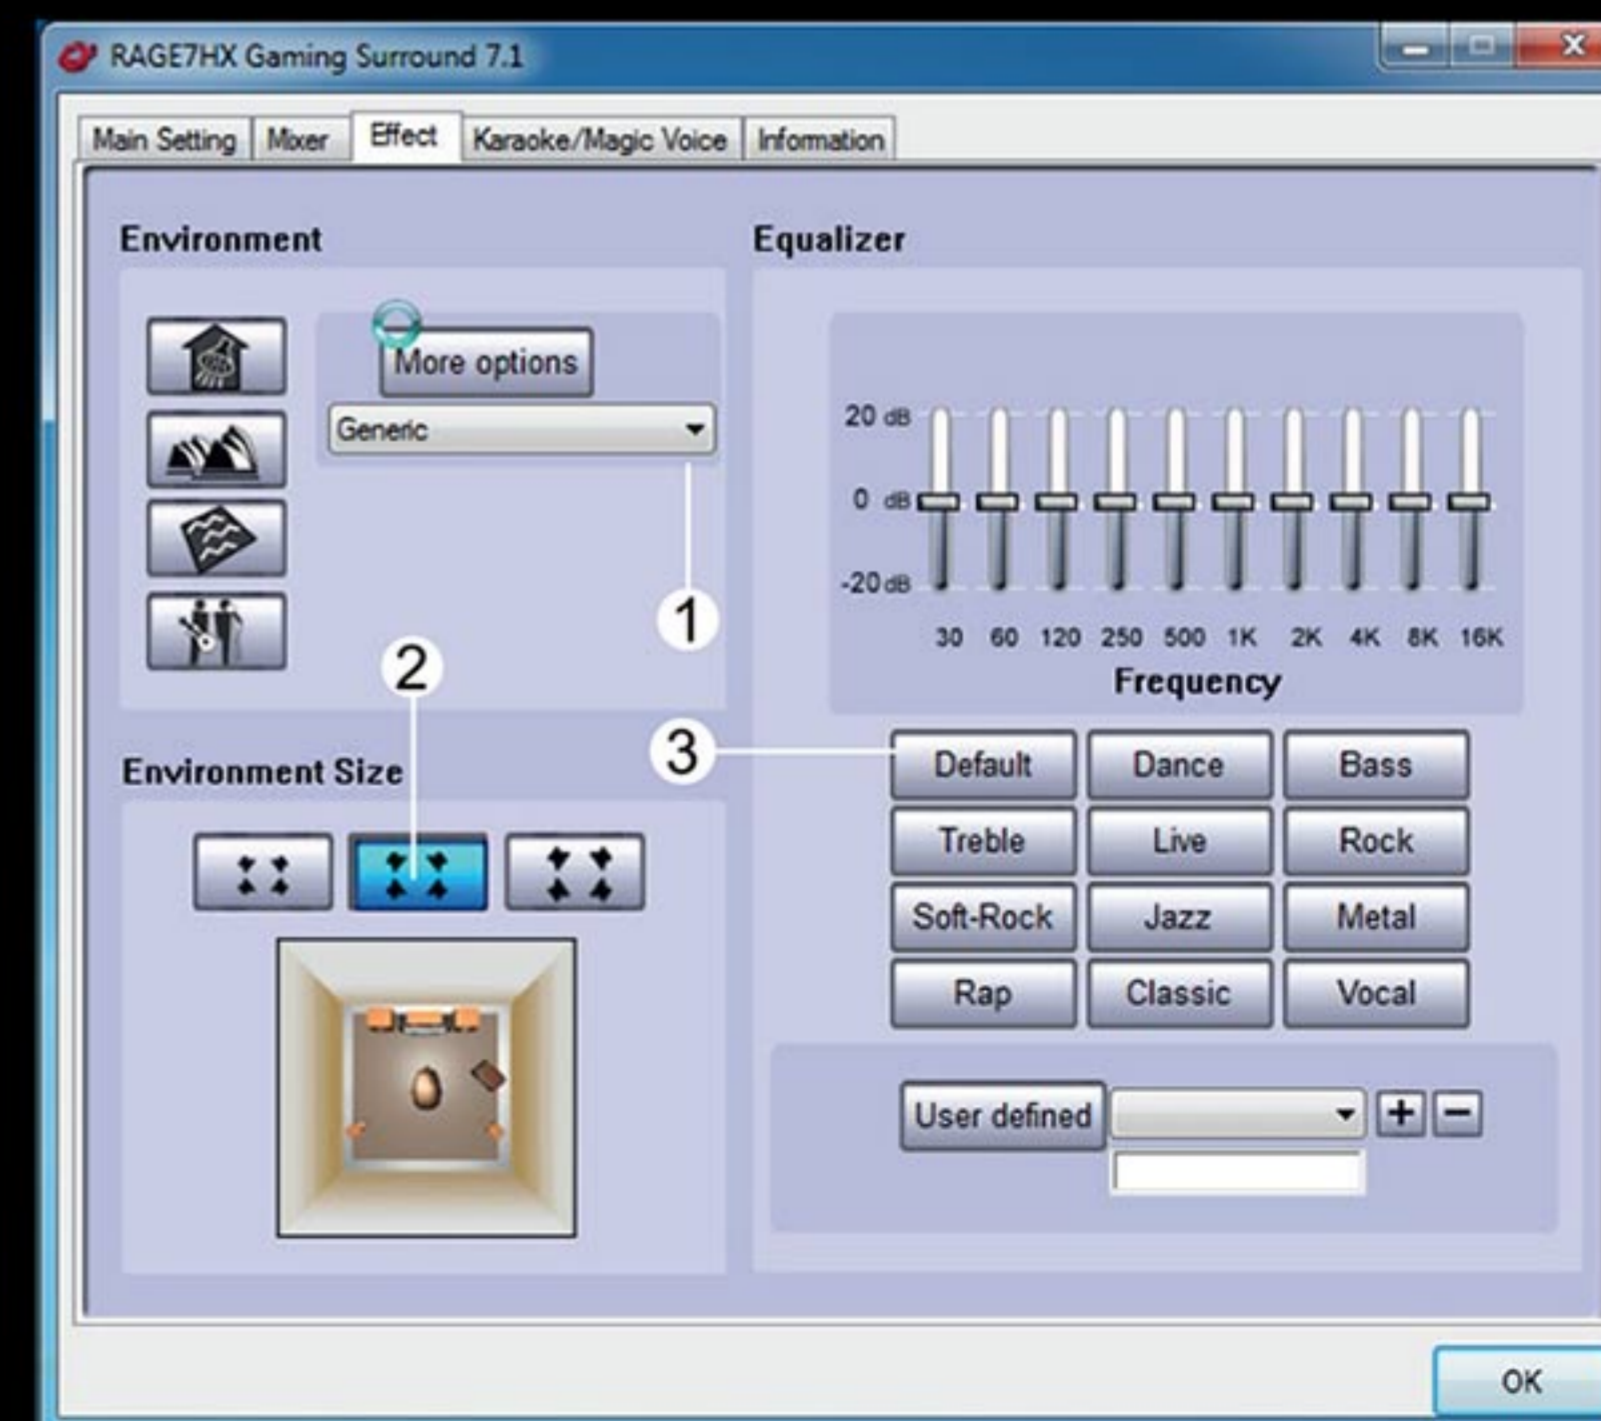 RAGE7HX Gaming Surround 7.1
Main Setting Mixer Effect Karaoke/Magic Voice Information
Environment
More options
Generic
1
2
Environment Size
Equalizer
20 dB
0 dB
-20 dB
30 60 120 250 500 1K 2K 4K 8K 16K
Frequency
3
Default Dance Bass
Treble Live Rock
Soft-Rock Jazz Metal
Rap Classic Vocal
User defined
OK